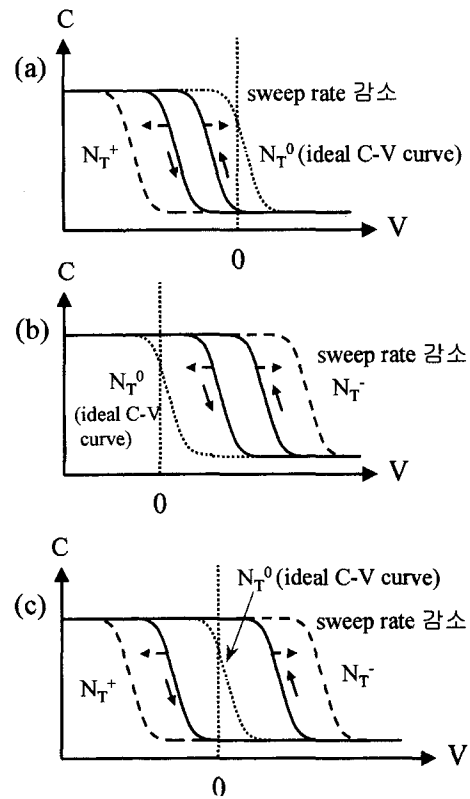 C
(a)
sweep rate 감소
N_T^+
N_T^0 (ideal C-V curve)
V
0
C
(b)
sweep rate 감소
N_T^0
(ideal C-V
curve)
N_T^-
V
0
C
N_T^0 (ideal C-V curve)
(c)
sweep rate 감소
N_T^+
N_T^-
V
0